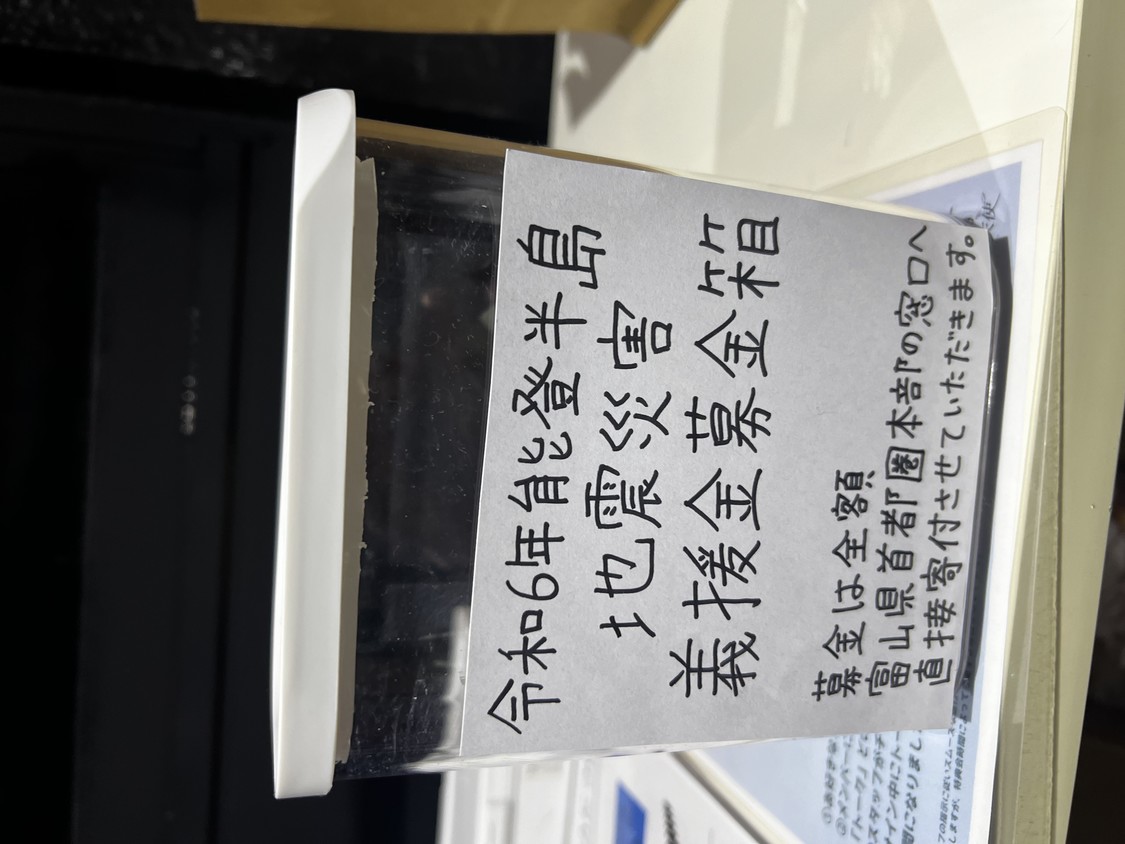 令和6年能登半島
地震災害
義援金募金箱
募金は全額
富山県首都圏本部の窓口へ
直接寄付させていただきます。